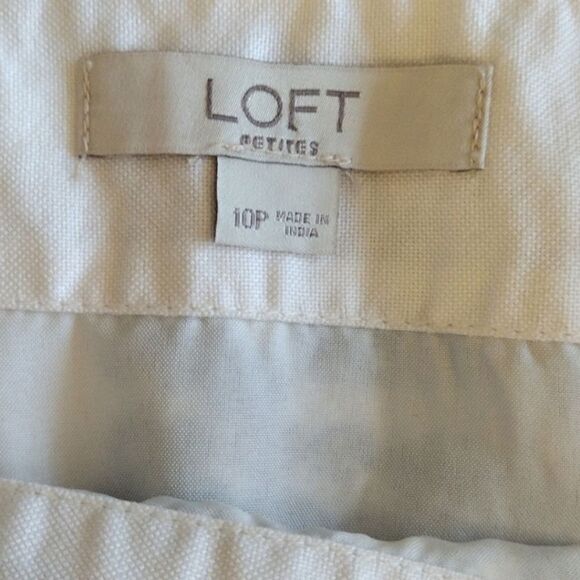 LOFT
PETITES
10P MADE IN
INDIA